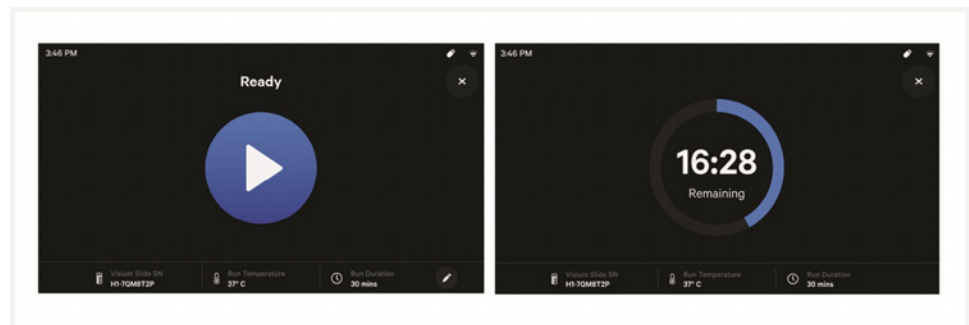 3:46 PM
Ready
Visium Slide SN
H1-7QM8T2P
Run Temperature
37° C
Run Duration
30 mins
3:46 PM
16:28
Remaining
Visium Slide SN
H1-7QM8T2P
Run Temperature
37° C
Run Duration
30 mins